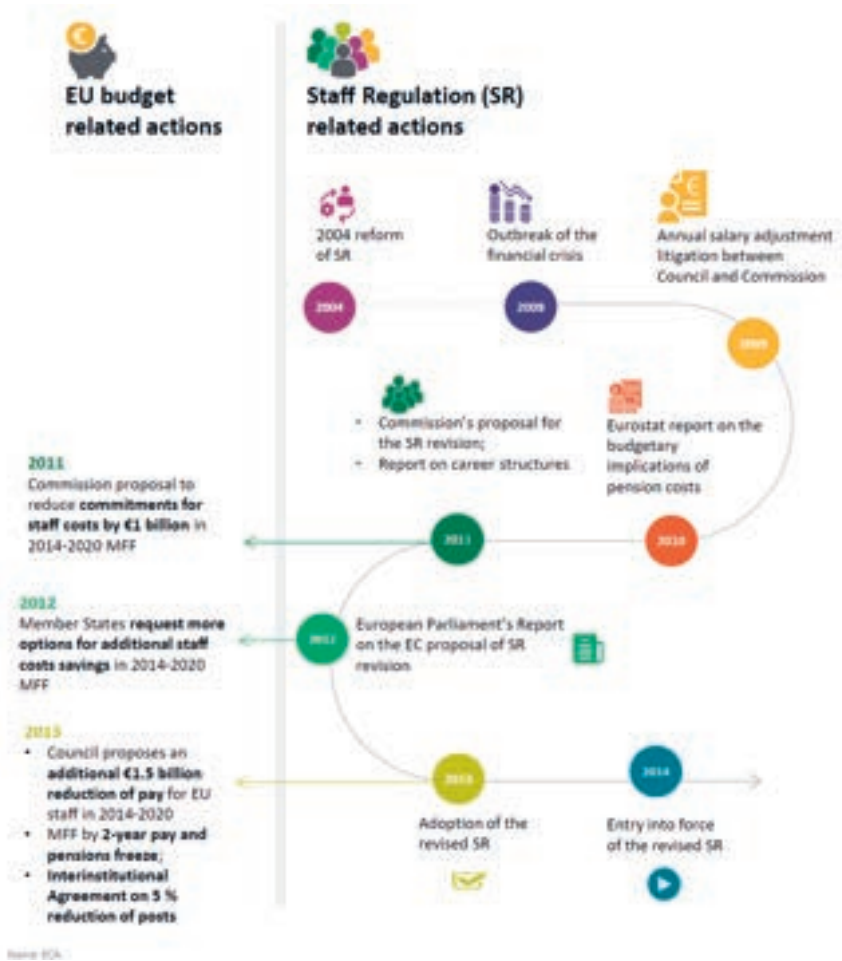 EU budget
related actions
Staff Regulation (SR)
related actions
2004 reform
of SR
Outbreak of the
financial crisis
Annual salary adjustment
litigation between
Council and Commission
2004
2009
• Commission's proposal for
the SR revision;
• Report on career structures
Eurostat report on the
budgetary
implications of
pension costs
2011
Commission proposal to
reduce commitments for
staff costs by €1 billion in
2014-2020 MFF
2011
2010
2012
Member States request more
options for additional staff
costs savings in 2014-2020
MFF
2012
European Parliament's Report
on the EC proposal of SR
revision
2013
• Council proposes an
additional €1.5 billion
reduction of pay for EU
staff in 2014-2020
• MFF by 2-year pay and
pensions freeze;
• Interinstitutional
Agreement on 5 %
reduction of posts
2013
2014
Adoption of the
revised SR
Entry into force
of the revised SR
Source: ECA